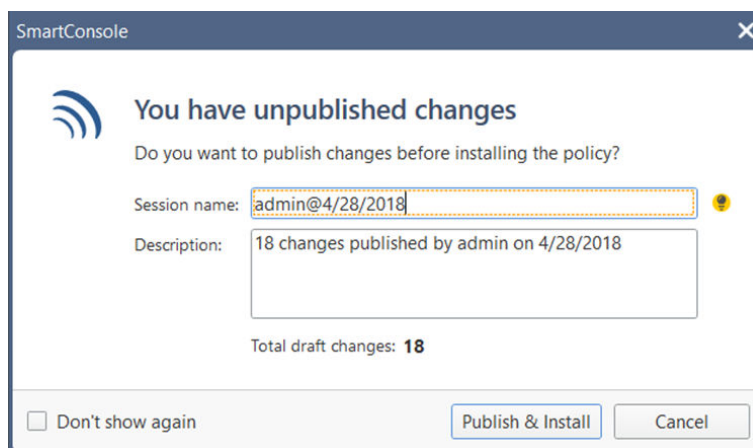 SmartConsole
You have unpublished changes
Do you want to publish changes before installing the policy?
Session name: admin@4/28/2018
Description: 18 changes published by admin on 4/28/2018
Total draft changes: 18
Don't show again Publish & Install Cancel